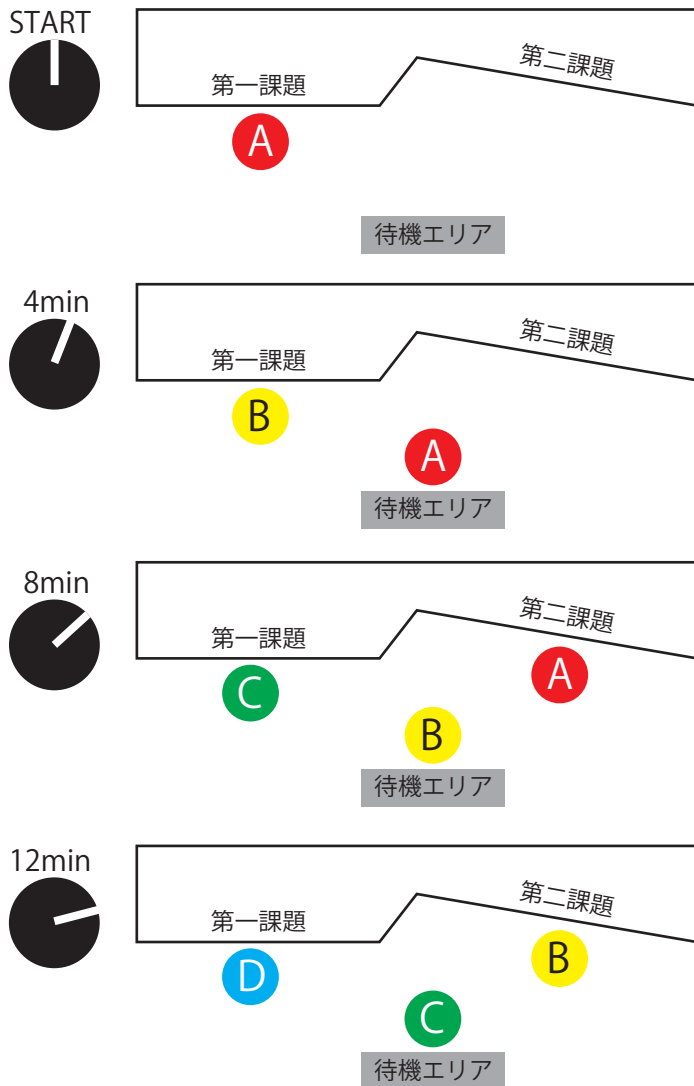 START
第一課題
第二課題
A
待機エリア
4min
第一課題
第二課題
B
A
待機エリア
8min
第一課題
第二課題
C
A
B
待機エリア
12min
第一課題
第二課題
D
B
C
待機エリア